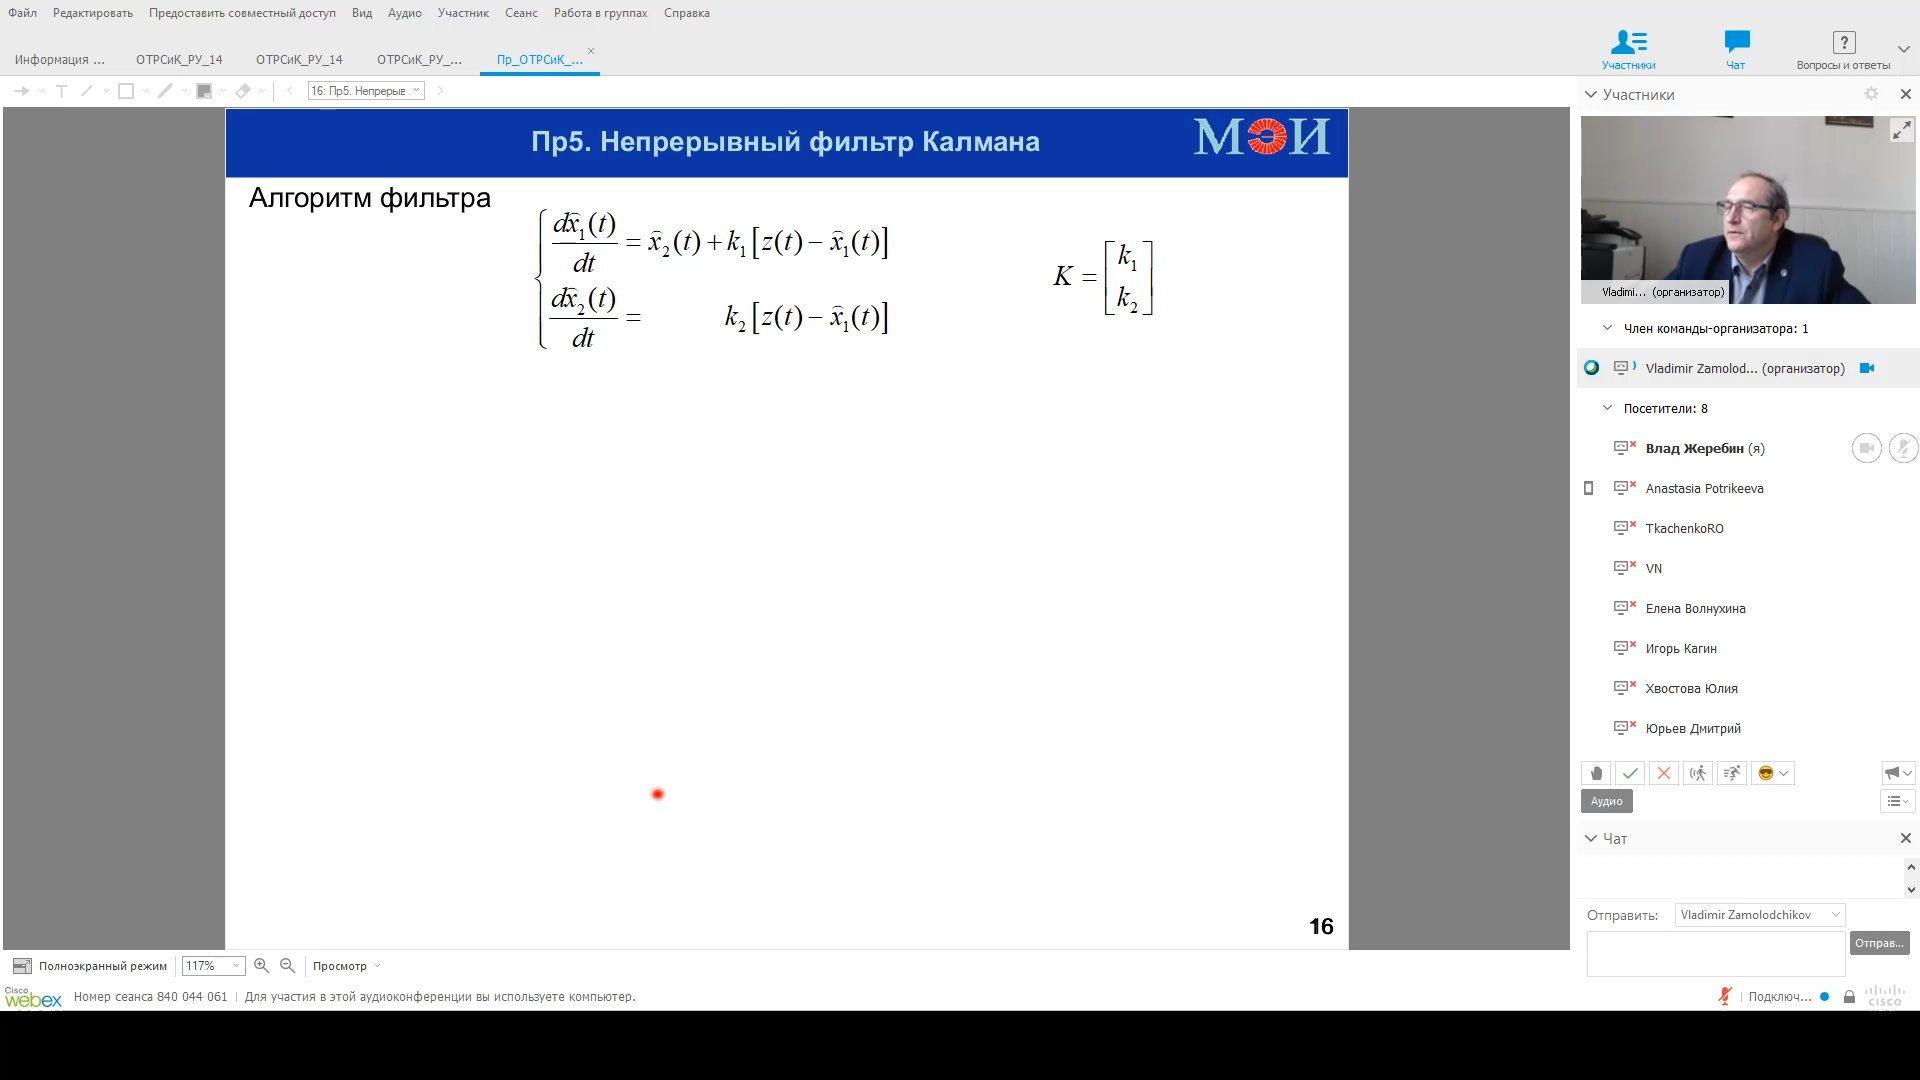 Файл Редактировать Предоставить совместный доступ Вид Аудио Участник Сеанс Работа в группах Справка
Информация ... ОТРСиК_РУ_14 ОТРСиК_РУ_14 ОТРСиК_РУ_... Пр_ОТРСиК_...
Участники Чат Вопросы и ответы
16: Пр5. Непрерыв
Пр5. Непрерывный фильтр Калмана
МЭИ
Алгоритм фильтра
dx̂₁(t)/dt = x̂₂(t) + k₁[z(t) − x̂₁(t)]
dx̂₂(t)/dt = k₂[z(t) − x̂₁(t)]
K = [k₁ k₂]
16
Участники
Vladimi... (организатор)
Член команды-организатора: 1
Vladimir Zamolod... (организатор)
Посетители: 8
Влад Жеребин (я)
Anastasia Potrikeeva
TkachenkoRO
VN
Елена Волнухина
Игорь Кагин
Хвостова Юлия
Юрьев Дмитрий
Аудио
Чат
Отправить: Vladimir Zamolodchikov
Отправ...
Полноэкранный режим 117% Просмотр
Cisco webex Номер сеанса 840 044 061 Для участия в этой аудиоконференции вы используете компьютер.
Подключ... cisco